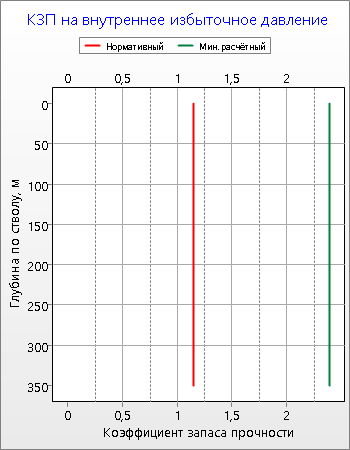 КЗП на внутреннее избыточное давление
Нормативный Мин. расчётный
0 0,5 1 1,5 2
0
50
100
150
200
250
300
350
Глубина по стволу, м
0 0,5 1 1,5 2
Коэффициент запаса прочности